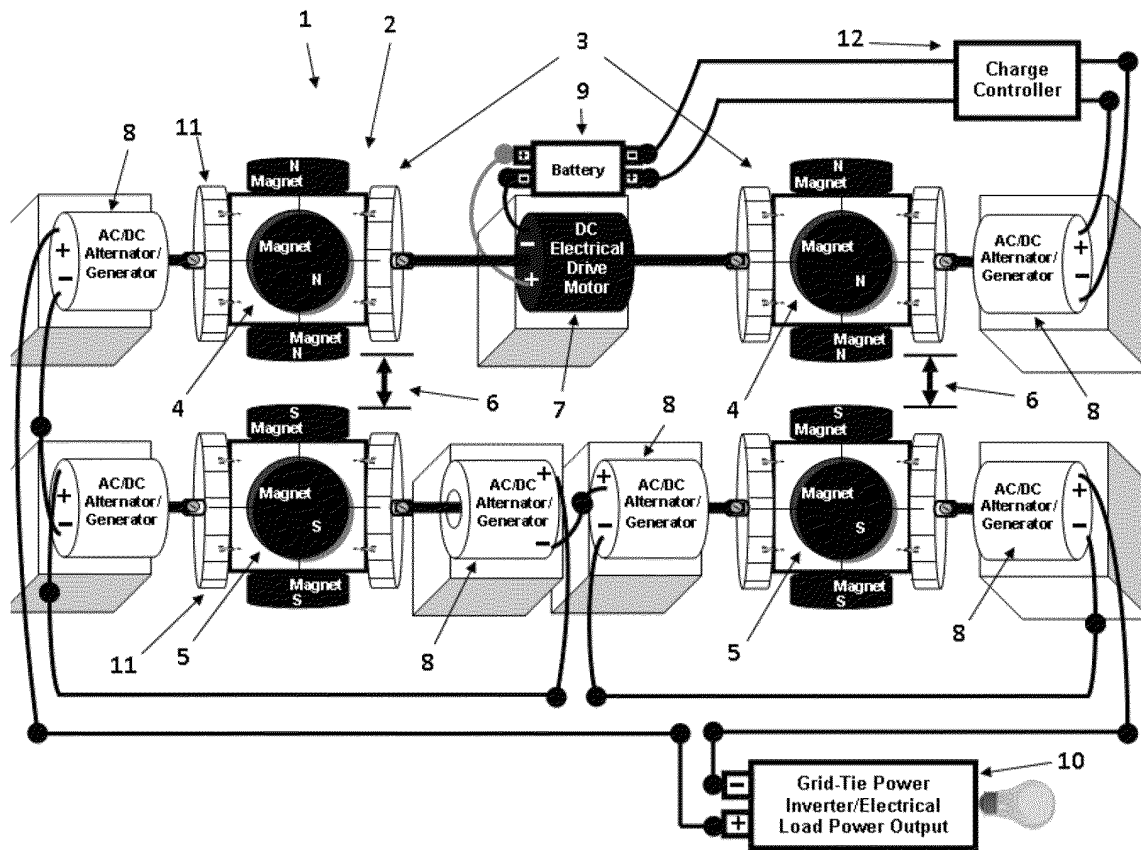 1
2
3
12
Charge
Controller
9
8
11
N
Magnet
+
−
−
+
Battery
N
Magnet
AC/DC
Alternator/
Generator
+
−
Magnet
N
DC
Electrical
Drive
Motor
−
+
Magnet
N
AC/DC
Alternator/
Generator
+
−
Magnet
N
Magnet
N
4
6
7
8
4
6
8
S
Magnet
S
Magnet
AC/DC
Alternator/
Generator
+
−
Magnet
S
AC/DC
Alternator/
Generator
+
−
AC/DC
Alternator/
Generator
+
−
Magnet
S
AC/DC
Alternator/
Generator
+
−
Magnet
S
Magnet
S
11
5
8
5
8
10
−
+
Grid-Tie Power
Inverter/Electrical
Load Power Output